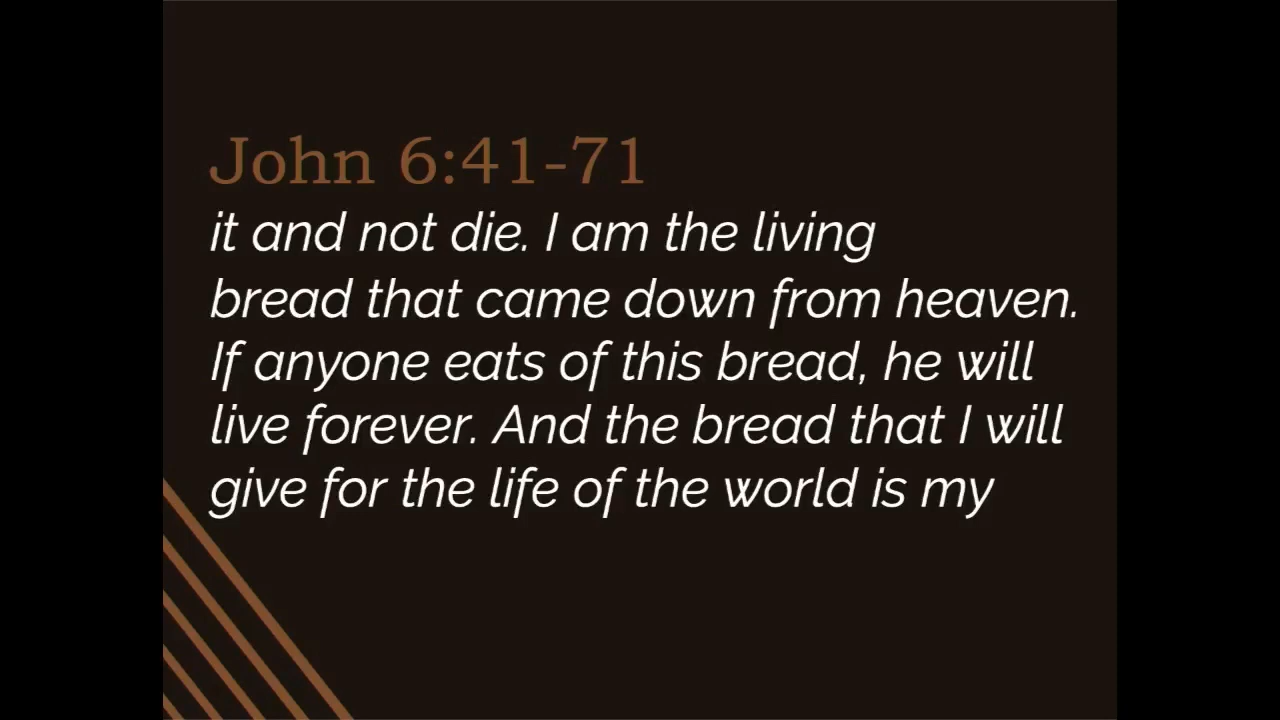 John 6:41-71
it and not die. I am the living
bread that came down from heaven.
If anyone eats of this bread, he will
live forever. And the bread that I will
give for the life of the world is my